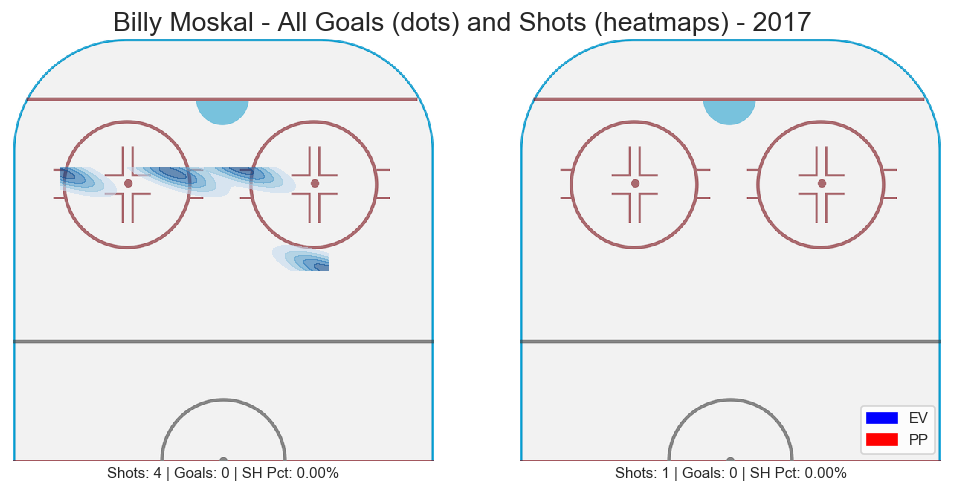 Billy Moskal - All Goals (dots) and Shots (heatmaps) - 2017
EV
PP
Shots: 4 | Goals: 0 | SH Pct: 0.00%
Shots: 1 | Goals: 0 | SH Pct: 0.00%